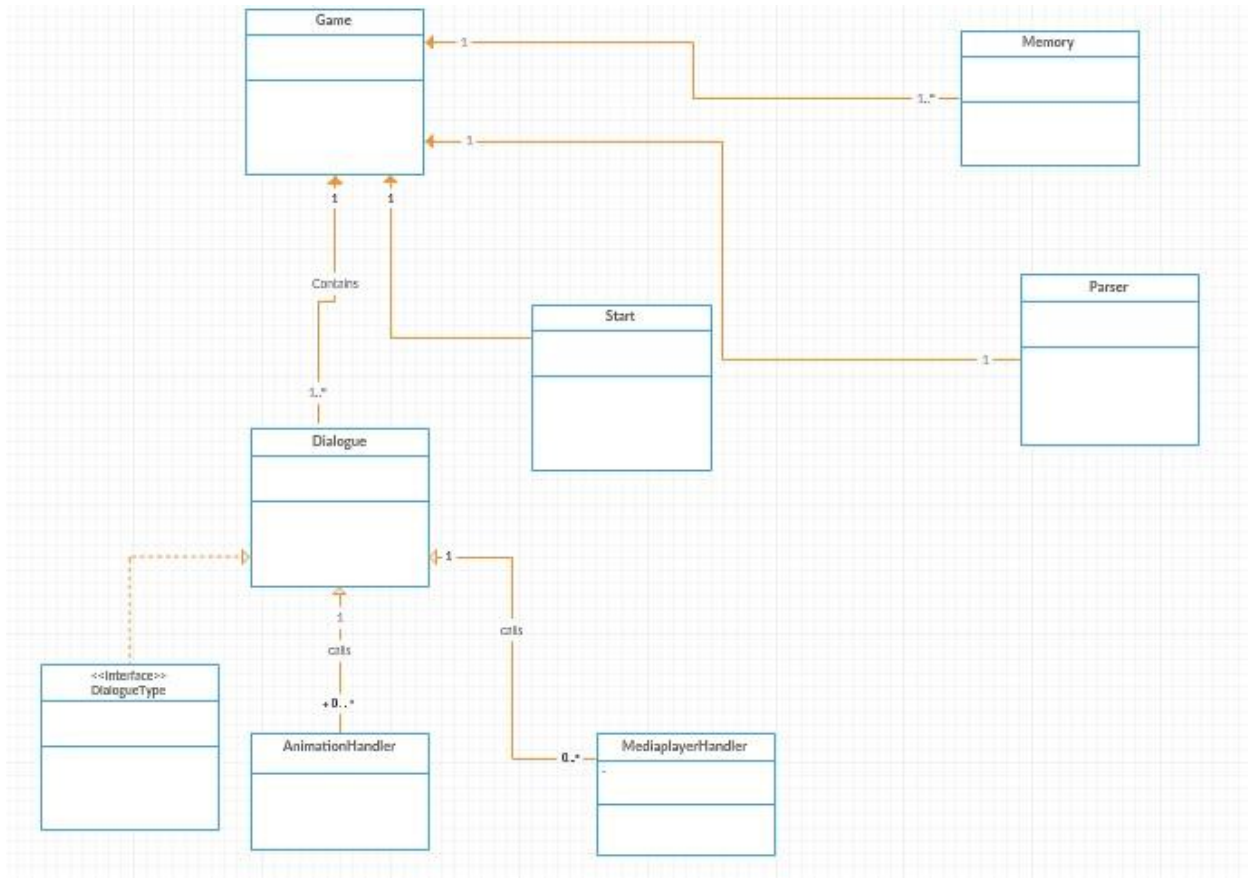 Game
1
Memory
1..*
1
1
1
Contains
Start
Parser
1
1..*
Dialogue
1
1
calls
calls
<<Interface>>
DialogueType
+0..*
AnimationHandler
MediaplayerHandler
0..*
-